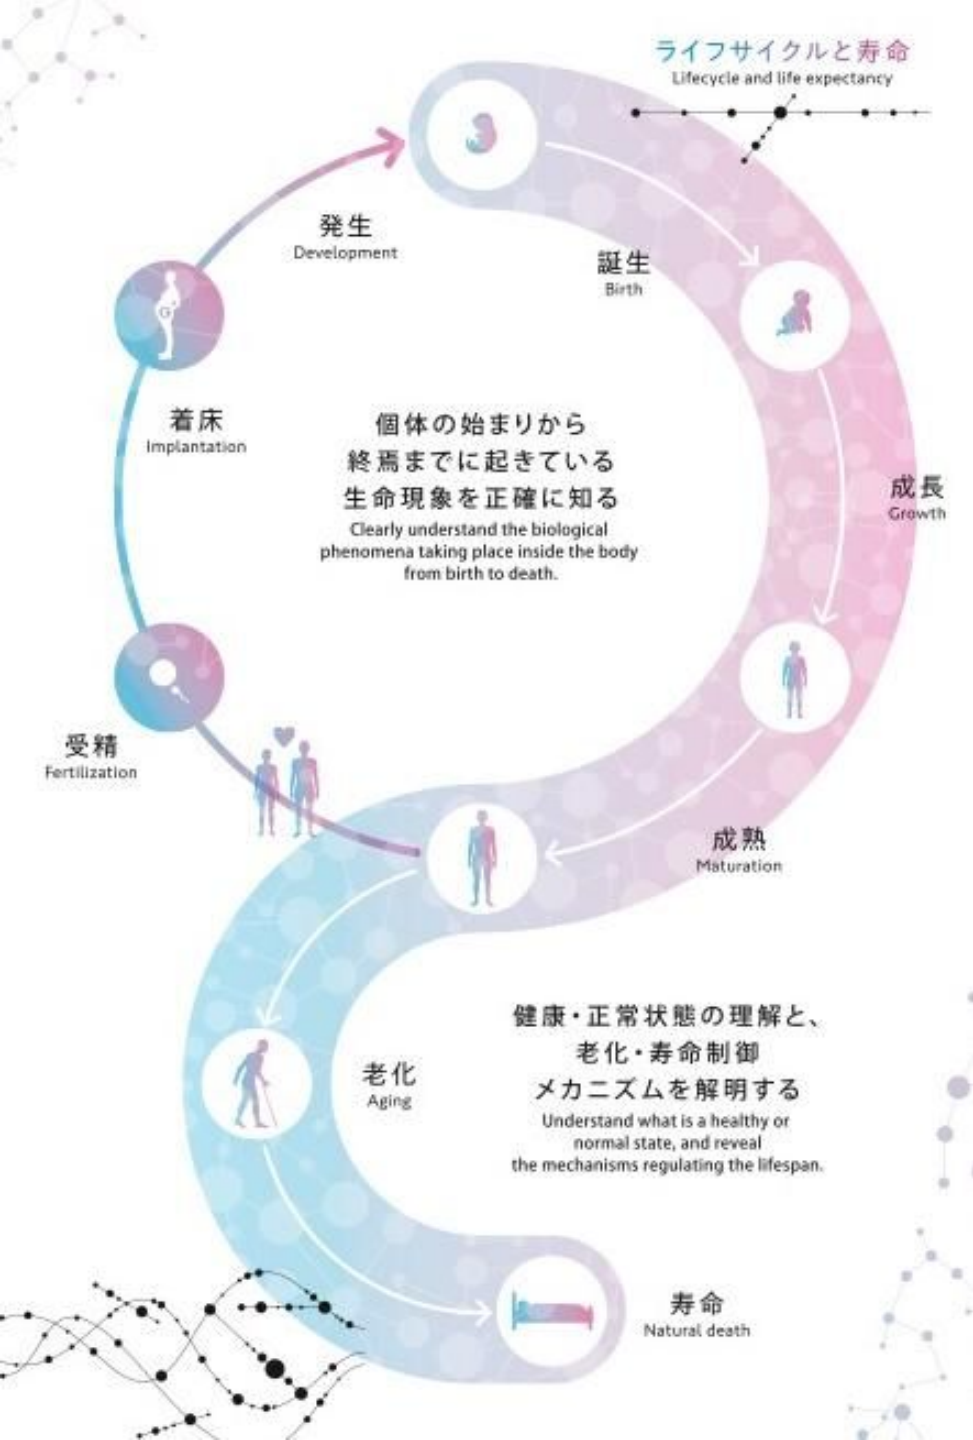 ライフサイクルと寿命
Lifecycle and life expectancy
発生
Development
誕生
Birth
着床
Implantation
個体の始まりから
終焉までに起きている
生命現象を正確に知る
Clearly understand the biological
phenomena taking place inside the body
from birth to death.
成長
Growth
受精
Fertilization
成熟
Maturation
健康・正常状態の理解と、
老化・寿命制御
メカニズムを解明する
Understand what is a healthy or
normal state, and reveal
the mechanisms regulating the lifespan.
老化
Aging
寿命
Natural death